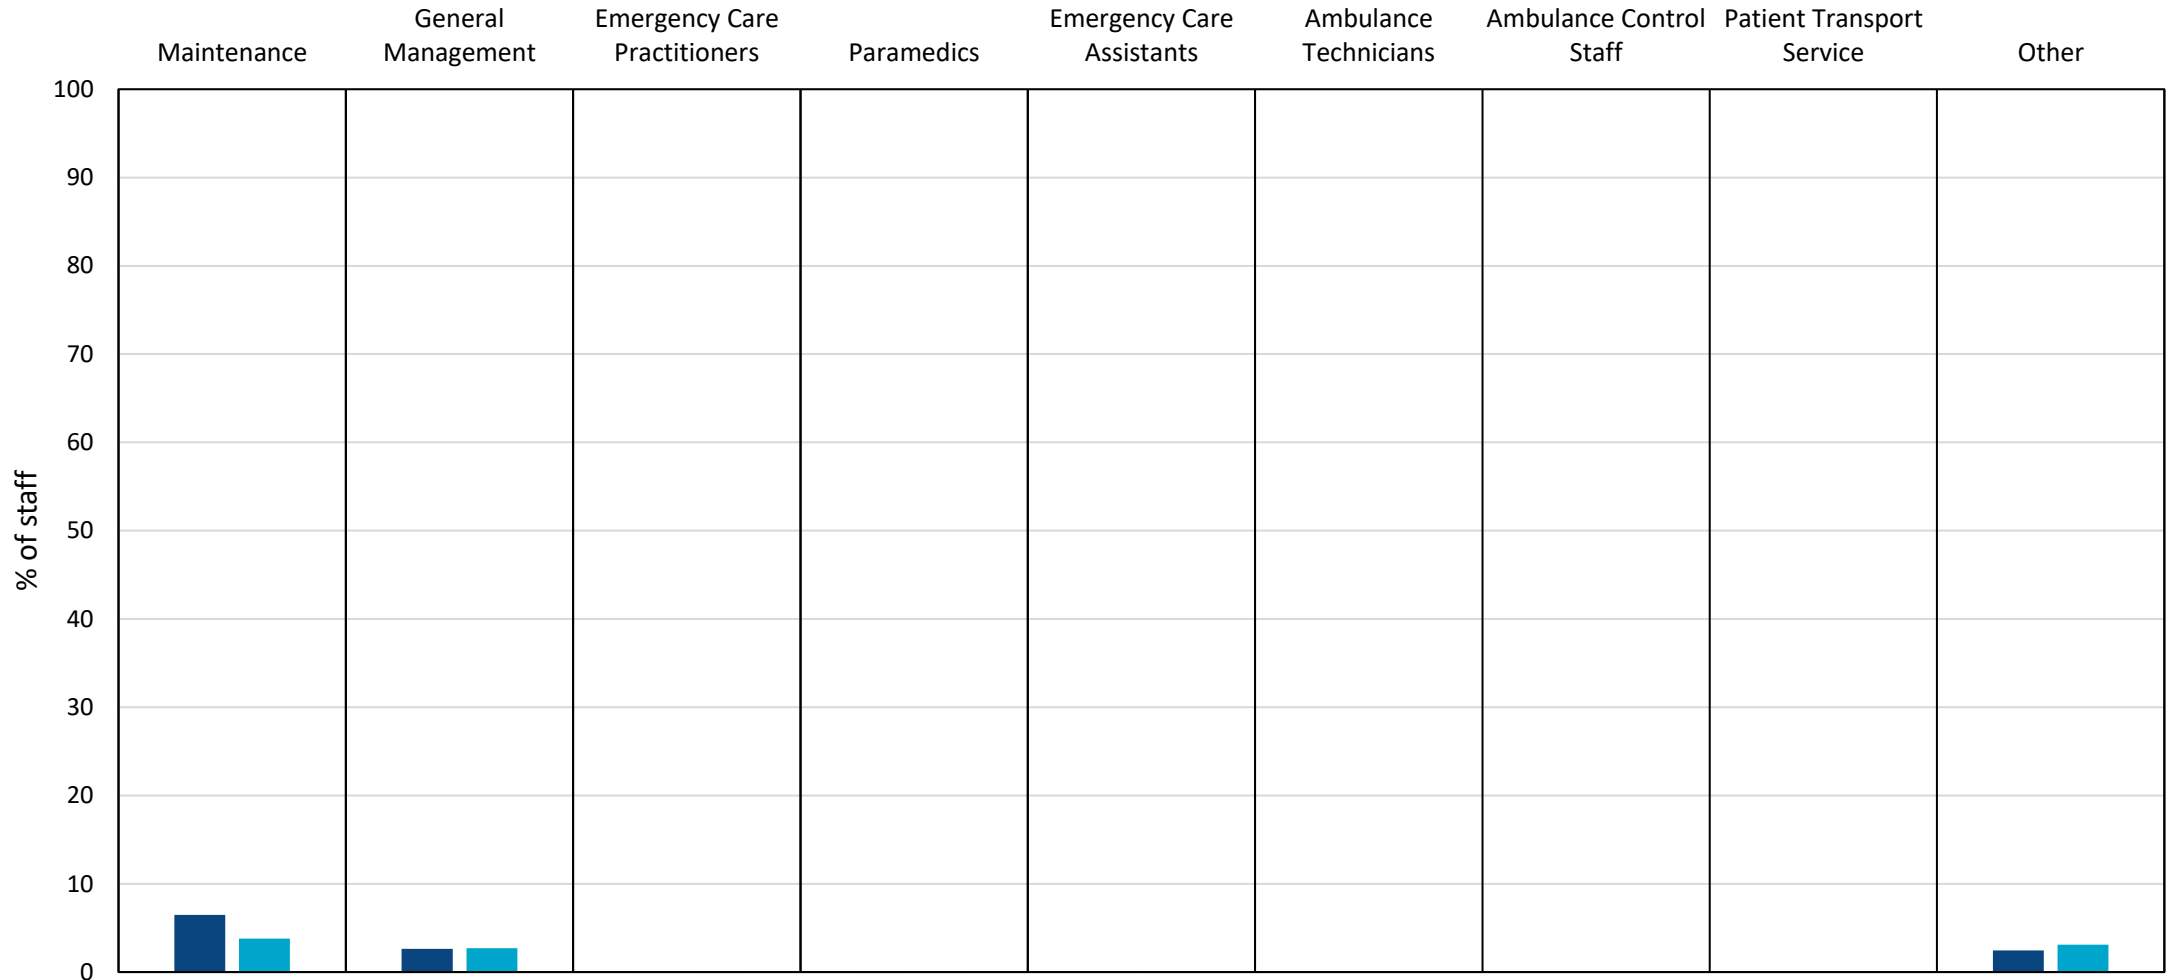 Maintenance
General
Management
Emergency Care
Practitioners
Paramedics
Emergency Care
Assistants
Ambulance
Technicians
Ambulance Control
Staff
Patient Transport
Service
Other
100
90
80
70
60
50
40
30
20
10
0
% of staff